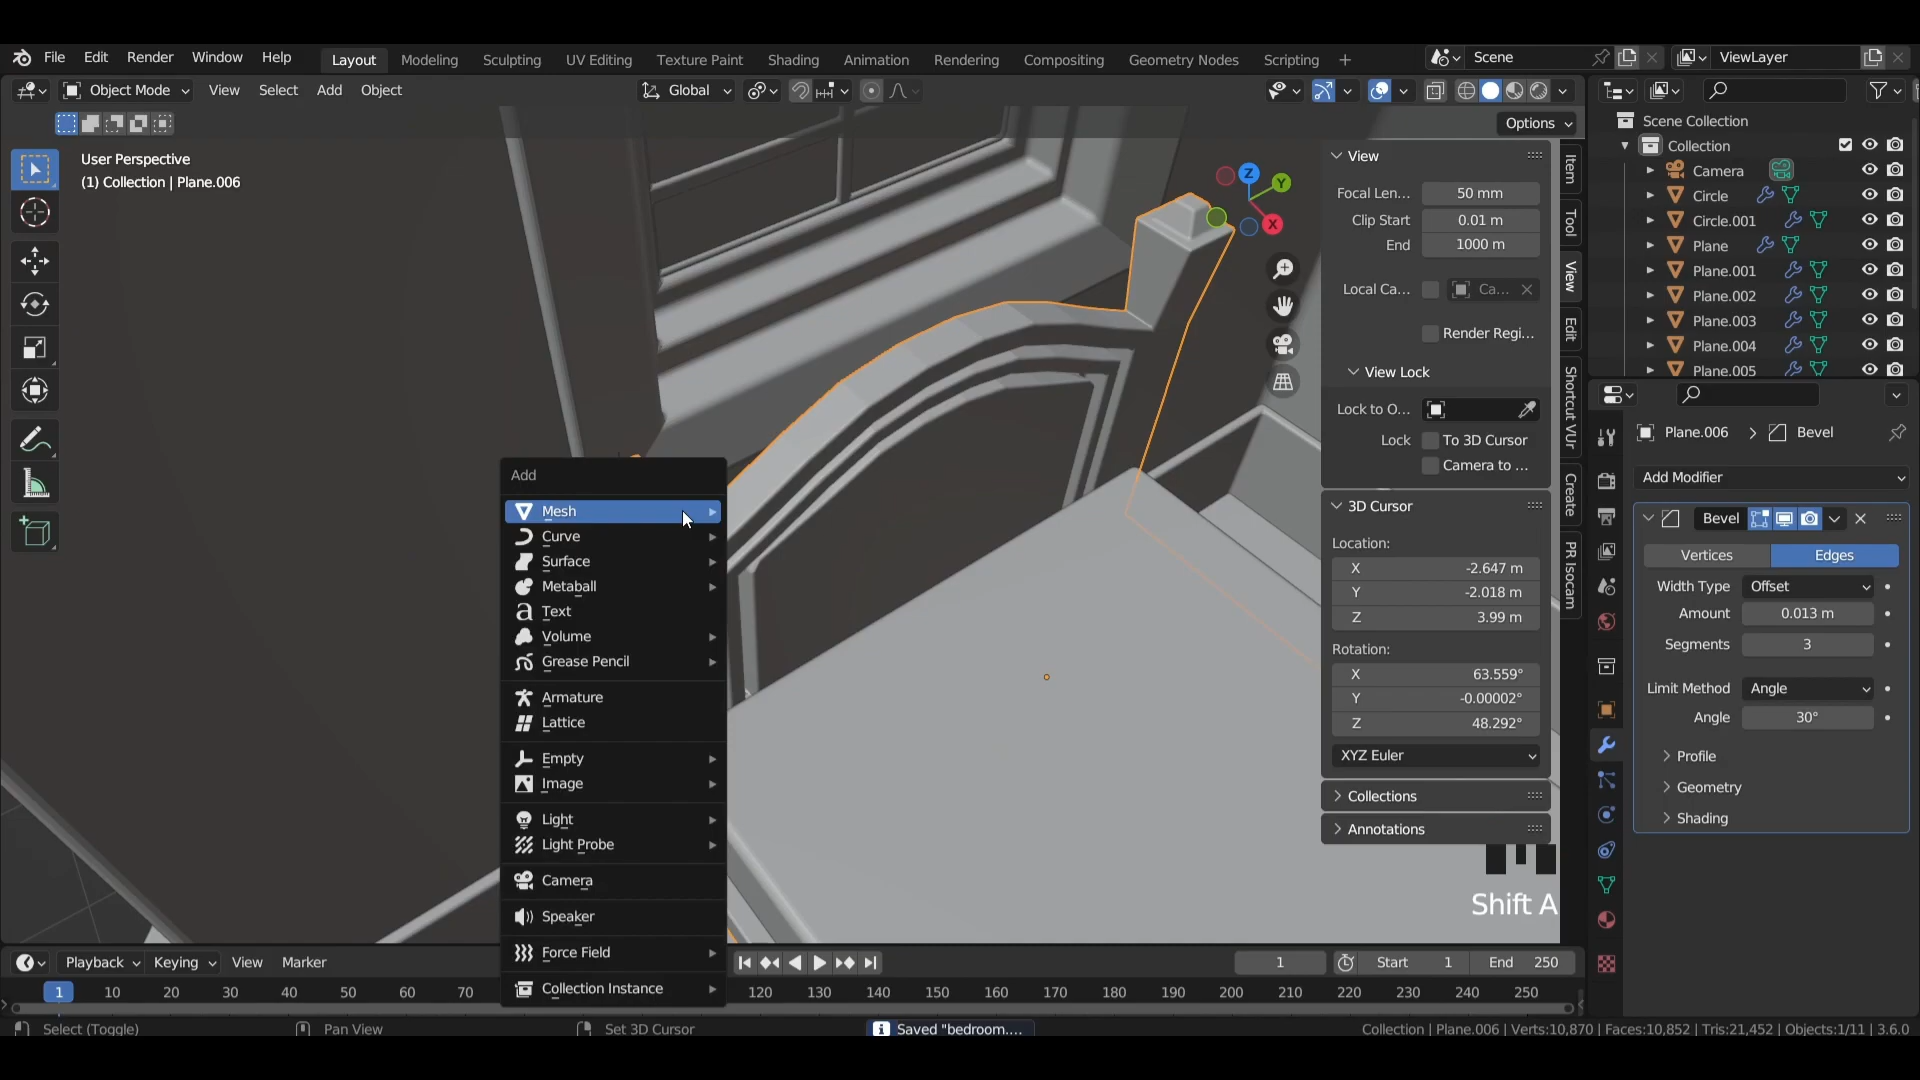 File Edit Render Window Help Layout Modeling Sculpting UV Editing Texture Paint Shading Animation Rendering Compositing Geometry Nodes Scripting + Scene ViewLayer
Object Mode View Select Add Object Global
Options
User Perspective
(1) Collection | Plane.006
Z
Y
X
View
Focal Len... 50 mm
Clip Start 0.01 m
End 1000 m
Local Ca... Ca...
Render Regi...
View Lock
Lock to O...
Lock To 3D Cursor
Camera to ...
3D Cursor
Location:
X -2.647 m
Y -2.018 m
Z 3.99 m
Rotation:
X 63.559°
Y -0.00002°
Z 48.292°
XYZ Euler
Collections
Annotations
Item
Tool
View
Edit
Shortcut VUr
Create
PR Isocam
Add
Mesh
Curve
Surface
Metaball
Text
Volume
Grease Pencil
Armature
Lattice
Empty
Image
Light
Light Probe
Camera
Speaker
Force Field
Collection Instance
Shift A
Scene Collection
Collection
Camera
Circle
Circle.001
Plane
Plane.001
Plane.002
Plane.003
Plane.004
Plane.005
Plane.006 > Bevel
Add Modifier
Bevel
Vertices Edges
Width Type Offset
Amount 0.013 m
Segments 3
Limit Method Angle
Angle 30°
Profile
Geometry
Shading
Playback Keying View Marker 1 Start 1 End 250
1 10 20 30 40 50 60 70 120 130 140 150 160 170 180 190 200 210 220 230 240 250
Select (Toggle) Pan View Set 3D Cursor Saved "bedroom.... Collection | Plane.006 | Verts:10,870 | Faces:10,852 | Tris:21,452 | Objects:1/11 | 3.6.0